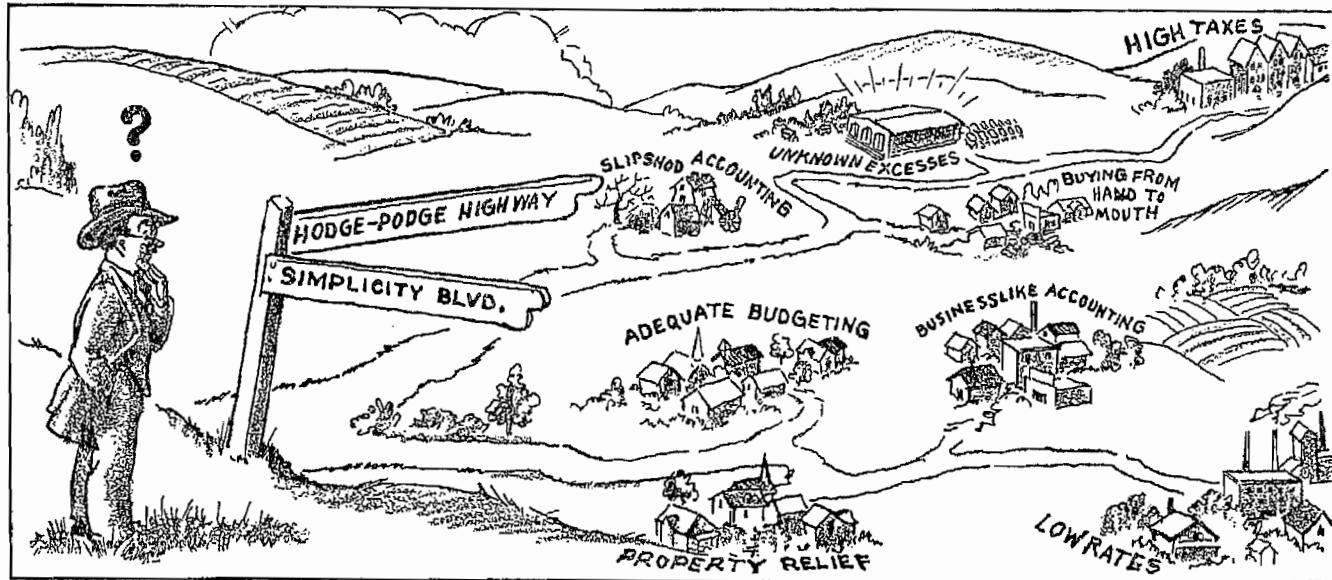 ?
HIGH TAXES
UNKNOWN EXCESSES
SLIPSHOD ACCOUNTING
BUYING FROM
HAND TO
MOUTH
HODGE-PODGE HIGHWAY
SIMPLICITY BLVD.
ADEQUATE BUDGETING
BUSINESSLIKE ACCOUNTING
PROPERTY RELIEF
LOW RATES